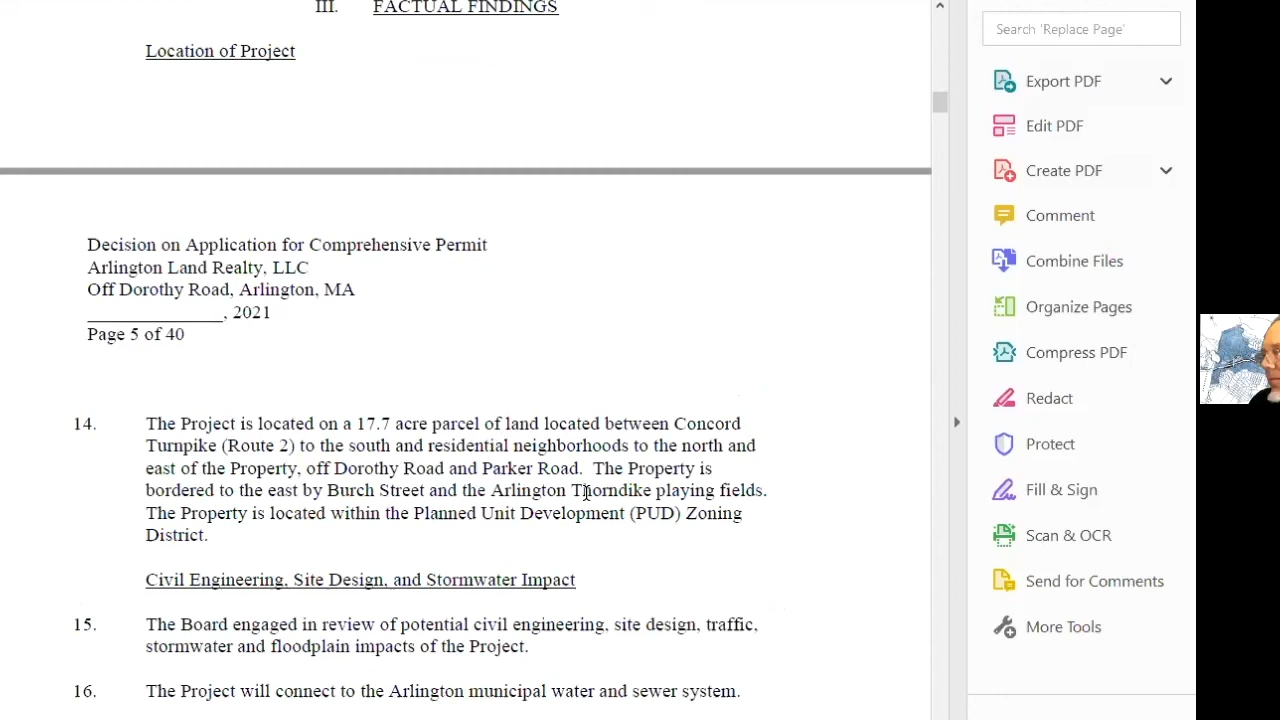 III. FACTUAL FINDINGS
Location of Project
Decision on Application for Comprehensive Permit
Arlington Land Realty, LLC
Off Dorothy Road, Arlington, MA
______________, 2021
Page 5 of 40
14. The Project is located on a 17.7 acre parcel of land located between Concord
Turnpike (Route 2) to the south and residential neighborhoods to the north and
east of the Property, off Dorothy Road and Parker Road. The Property is
bordered to the east by Burch Street and the Arlington Thorndike playing fields.
The Property is located within the Planned Unit Development (PUD) Zoning
District.
Civil Engineering, Site Design, and Stormwater Impact
15. The Board engaged in review of potential civil engineering, site design, traffic,
stormwater and floodplain impacts of the Project.
16. The Project will connect to the Arlington municipal water and sewer system.
Search 'Replace Page'
Export PDF
Edit PDF
Create PDF
Comment
Combine Files
Organize Pages
Compress PDF
Redact
Protect
Fill & Sign
Scan & OCR
Send for Comments
More Tools